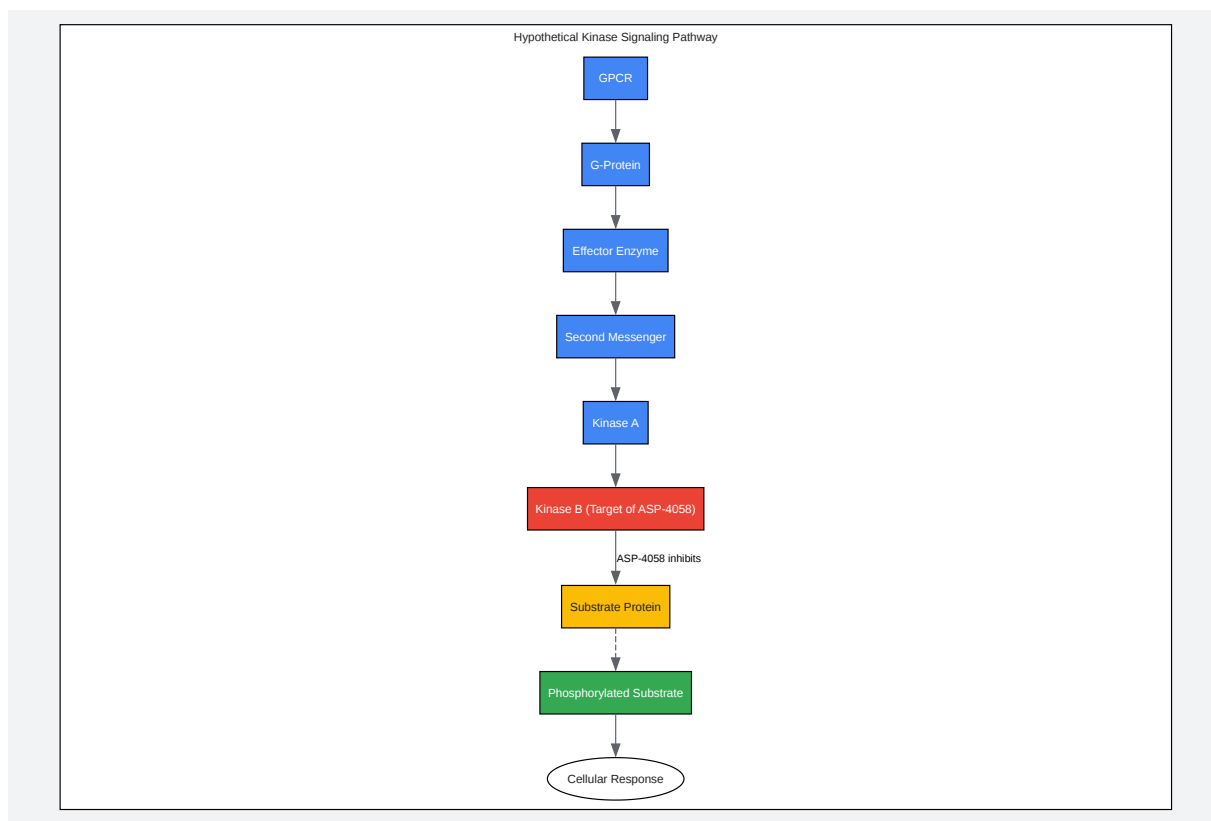 Hypothetical Kinase Signaling Pathway
GPCR
G-Protein
Effector Enzyme
Second Messenger
Kinase A
Kinase B (Target of ASP-4058)
ASP-4058 inhibits
Substrate Protein
Phosphorylated Substrate
Cellular Response